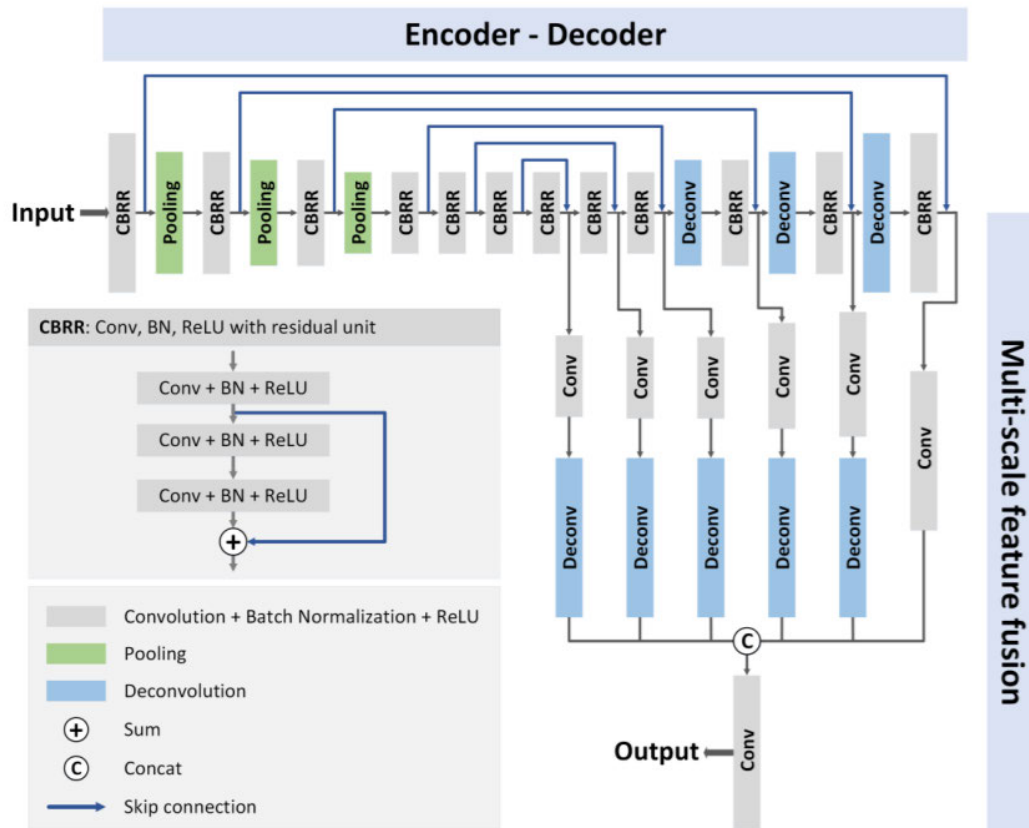 Encoder - Decoder
Input
CBRR
Pooling
CBRR
Pooling
CBRR
Pooling
CBRR
CBRR
CBRR
CBRR
CBRR
CBRR
Deconv
CBRR
Deconv
CBRR
Deconv
CBRR
CBRR: Conv, BN, ReLU with residual unit
Conv + BN + ReLU
Conv + BN + ReLU
Conv + BN + ReLU
+
Convolution + Batch Normalization + ReLU
Pooling
Deconvolution
+ Sum
C Concat
Skip connection
Conv
Conv
Conv
Conv
Conv
Conv
Deconv
Deconv
Deconv
Deconv
Deconv
C
Conv
Output
Multi-scale feature fusion